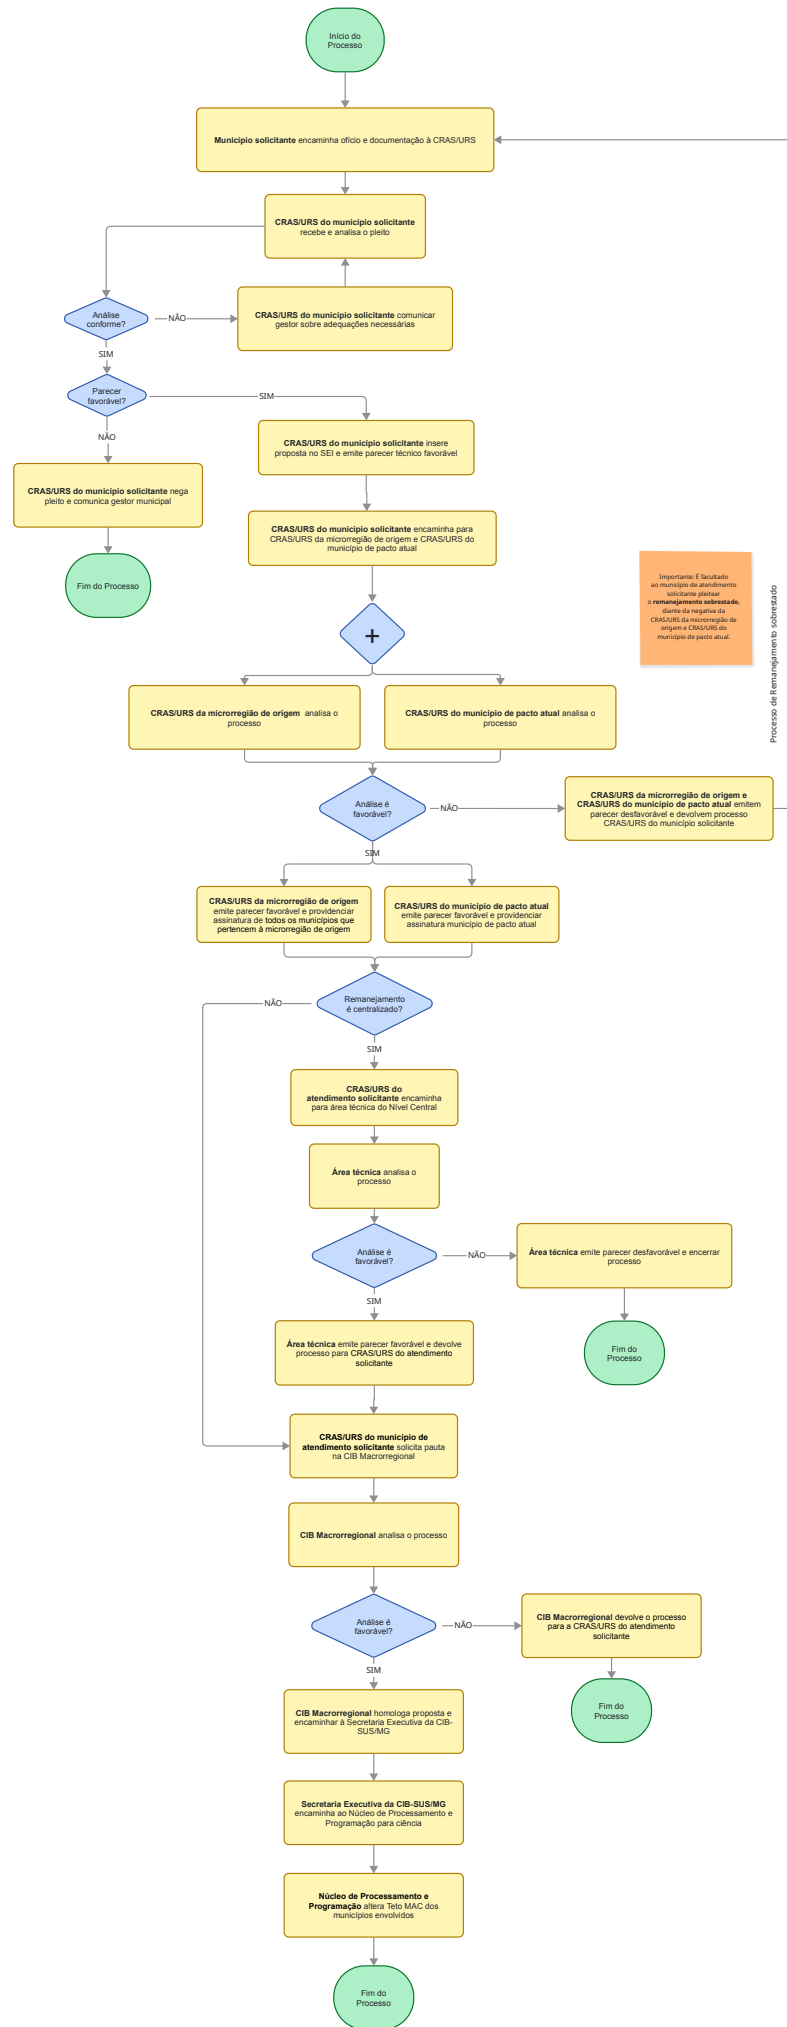 Início do
Processo
Município solicitante encaminha ofício e documentação à CRAS/URS
CRAS/URS do município solicitante
recebe e analisa o pleito
Análise
conforme?
NÃO
CRAS/URS do município solicitante comunicar
gestor sobre adequações necessárias
SIM
Parecer
favorável?
SIM
NÃO
CRAS/URS do município solicitante insere
proposta no SEI e emite parecer técnico favorável
CRAS/URS do município solicitante nega
pleito e comunica gestor municipal
CRAS/URS do município solicitante encaminha para
CRAS/URS da microrregião de origem e CRAS/URS do
município de pacto atual
Fim do Processo
Importante: É facultado
ao município de atendimento
solicitante pleitear
o remanejamento sobrestado,
diante da negativa da
CRAS/URS da microrregião de
origem e CRAS/URS do
município de pacto atual.
Processo de Remanejamento sobrestado
+
CRAS/URS da microrregião de origem analisa o
processo
CRAS/URS do município de pacto atual analisa o
processo
Análise é
favorável?
NÃO
CRAS/URS da microrregião de origem e
CRAS/URS do município de pacto atual emitem
parecer desfavorável e devolvem processo
CRAS/URS do município solicitante
SIM
CRAS/URS da microrregião de origem
emite parecer favorável e providenciar
assinatura de todos os municípios que
pertencem à microrregião de origem
CRAS/URS do município de pacto atual
emite parecer favorável e providenciar
assinatura município de pacto atual
Remanejamento
é centralizado?
NÃO
SIM
CRAS/URS do
atendimento solicitante encaminha
para área técnica do Nível Central
Área técnica analisa o
processo
Análise é
favorável?
NÃO
Área técnica emite parecer desfavorável e encerrar
processo
SIM
Fim do
Processo
Área técnica emite parecer favorável e devolve
processo para CRAS/URS do atendimento
solicitante
CRAS/URS do município de
atendimento solicitante solicita pauta
na CIB Macrorregional
CIB Macrorregional analisa o processo
Análise é
favorável?
NÃO
CIB Macrorregional devolve o processo
para a CRAS/URS do atendimento
solicitante
SIM
Fim do
Processo
CIB Macrorregional homologa proposta e
encaminhar à Secretaria Executiva da CIB-
SUS/MG
Secretaria Executiva da CIB-SUS/MG
encaminha ao Núcleo de Processamento e
Programação para ciência
Núcleo de Processamento e
Programação altera Teto MAC dos
municípios envolvidos
Fim do
Processo